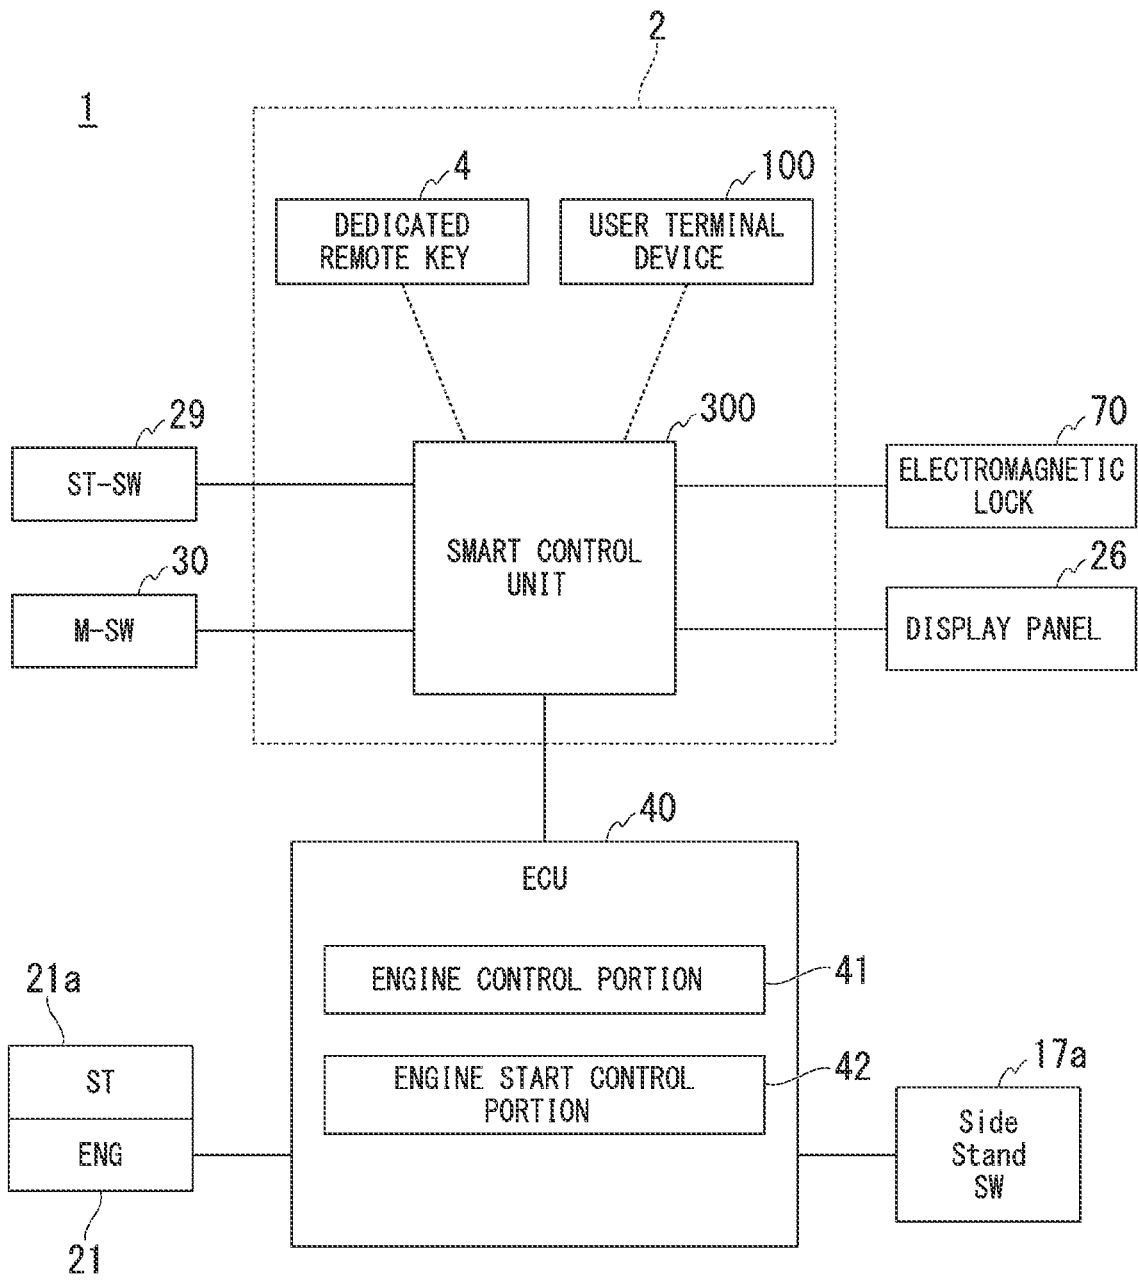 2
1
4
100
DEDICATED
REMOTE KEY
USER TERMINAL
DEVICE
29
300
70
ST-SW
ELECTROMAGNETIC
LOCK
30
SMART CONTROL
UNIT
26
M-SW
DISPLAY PANEL
40
ECU
21a
ENGINE CONTROL PORTION
41
ST
ENGINE START CONTROL
PORTION
42
17a
ENG
Side
Stand
SW
21